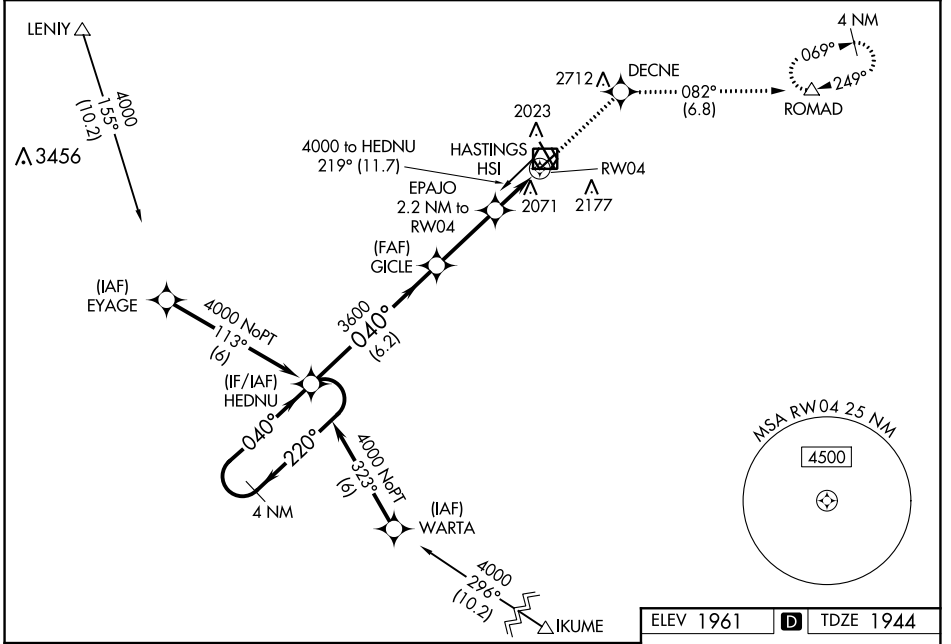 LENIY
4000
155°
(10.2)
3456
4 NM
069°
249°
ROMAD
DECNE
2712
082°
(6.8)
2023
HASTINGS
HSI
4000 to HEDNU
219° (11.7)
RW04
EPAJO
2.2 NM to
RW04
2071
2177
(FAF)
GICLE
(IAF)
EYAGE
4000 NoPT
113°
(6)
3600
040°
(6.2)
(IF/IAF)
HEDNU
040°
220°
4 NM
4000 NoPT
323°
(6)
(IAF)
WARTA
4000
296°
(10.2)
IKUME
MSA RW04 25 NM
4500
ELEV 1961 D TDZE 1944